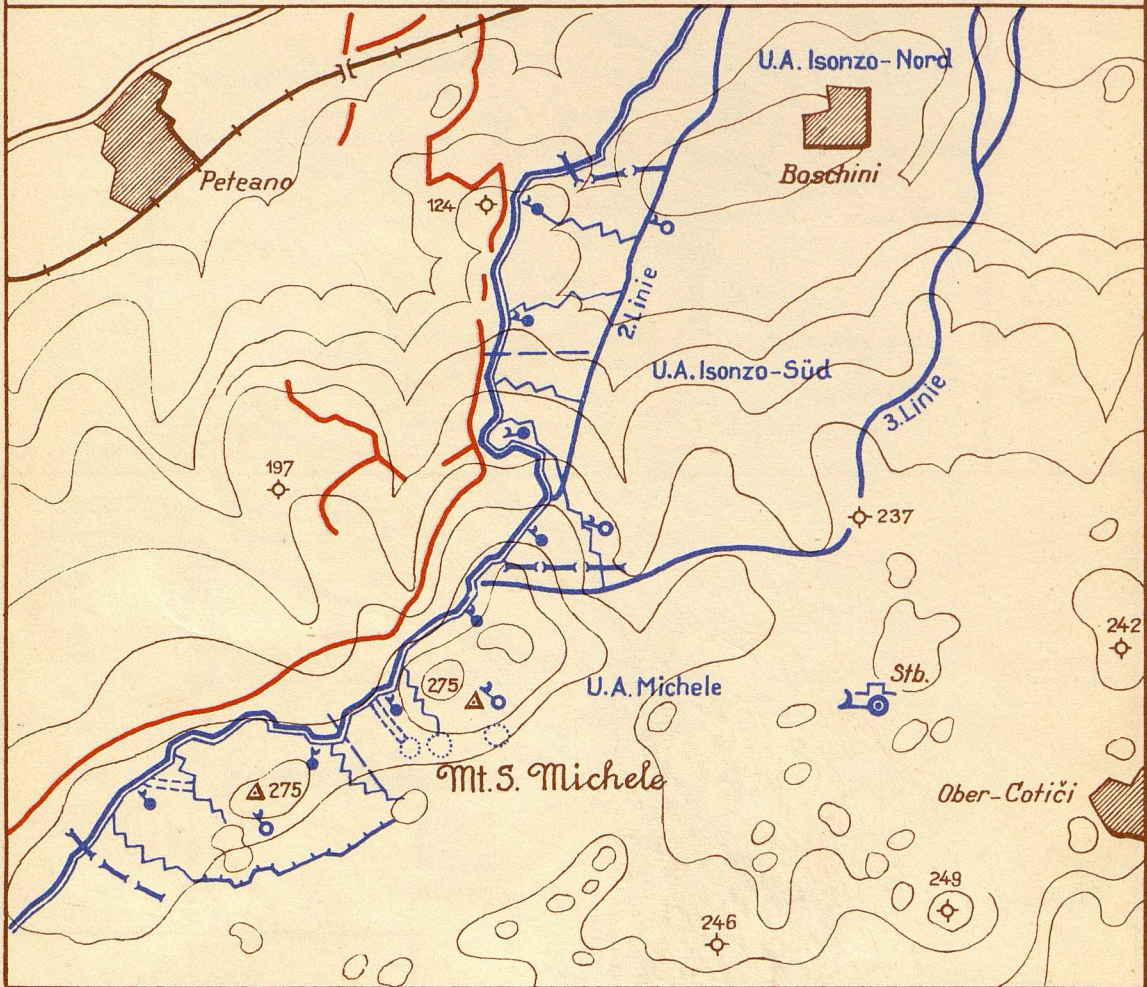 U.A. Isonzo-Nord
Peteano
Boschini
124
2.Linie
U.A. Isonzo-Süd
3.Linie
197
237
242
275
U.A. Michele
Stb.
Mt. S. Michele
275
Ober-Cotiči
249
246